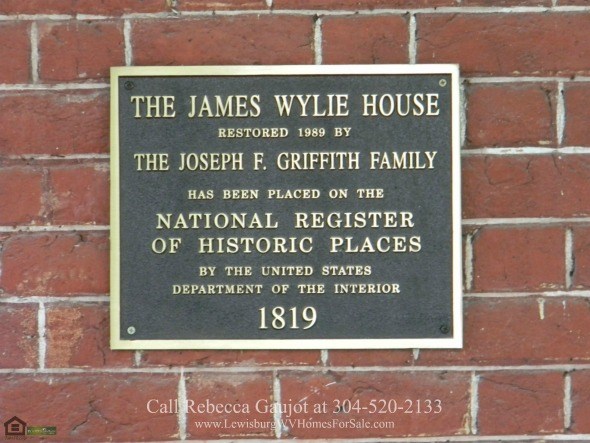 THE JAMES WYLIE HOUSE
RESTORED 1989 BY
THE JOSEPH F. GRIFFITH FAMILY
HAS BEEN PLACED ON THE
NATIONAL REGISTER
OF HISTORIC PLACES
BY THE UNITED STATES
DEPARTMENT OF THE INTERIOR
1819
Call Rebecca Gaujot at 304-520-2133
www.LewisburgWVHomesForSale.com